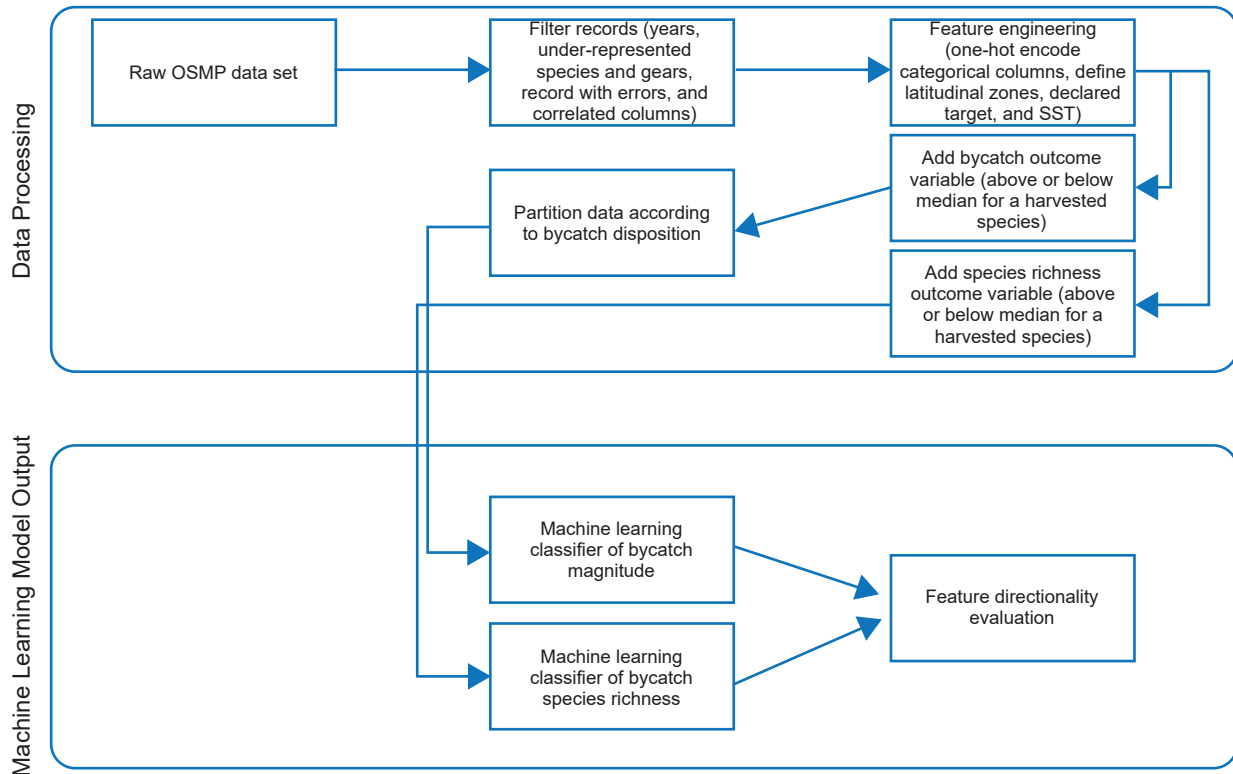 Data Processing
Raw OSMP data set
Filter records (years,
under-represented
species and gears,
record with errors, and
correlated columns)
Feature engineering
(one-hot encode
categorical columns, define
latitudinal zones, declared
target, and SST)
Add bycatch outcome
variable (above or below
median for a harvested
species)
Partition data according
to bycatch disposition
Add species richness
outcome variable (above
or below median for a
harvested species)
Machine Learning Model Output
Machine learning
classifier of bycatch
magnitude
Machine learning
classifier of bycatch
species richness
Feature directionality
evaluation